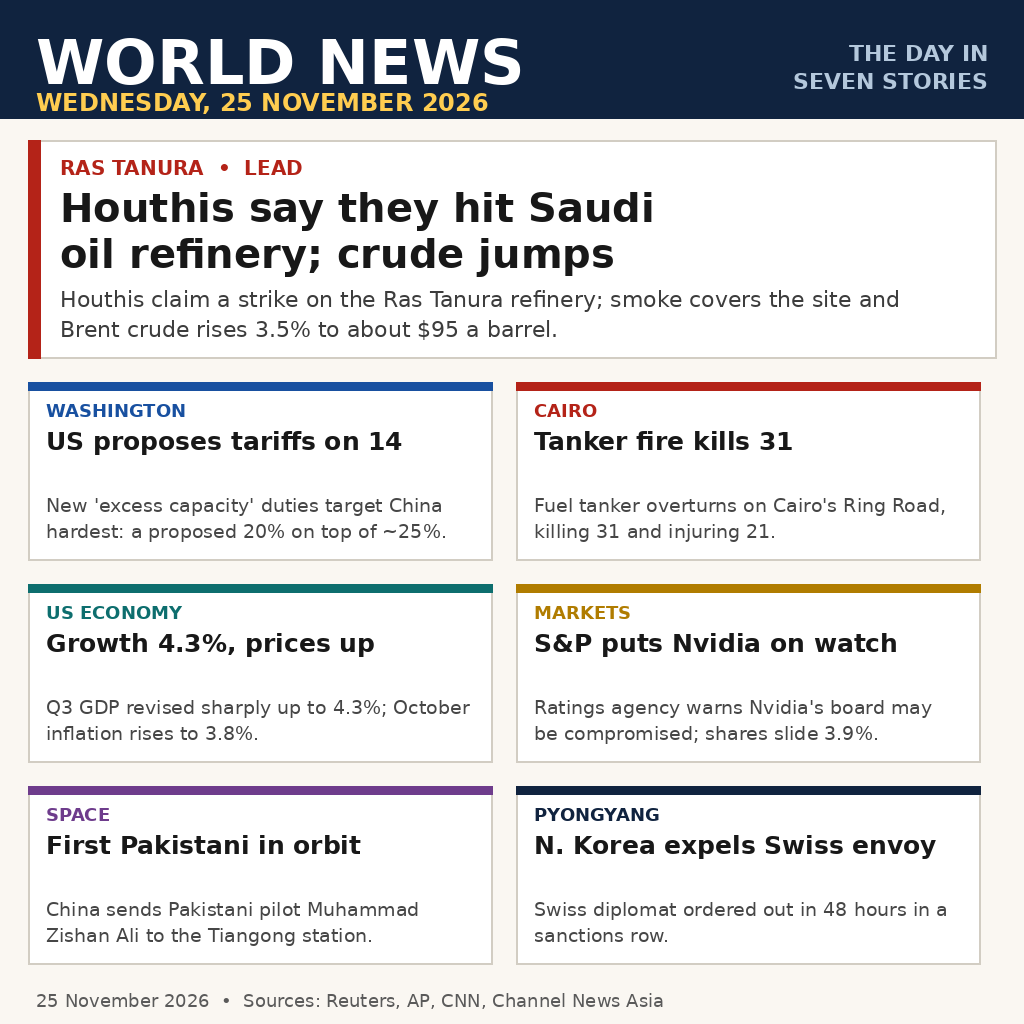 WORLD NEWS
WEDNESDAY, 25 NOVEMBER 2026
THE DAY IN
SEVEN STORIES
RAS TANURA • LEAD
Houthis say they hit Saudi
oil refinery; crude jumps
Houthis claim a strike on the Ras Tanura refinery; smoke covers the site and
Brent crude rises 3.5% to about $95 a barrel.
WASHINGTON
US proposes tariffs on 14
New 'excess capacity' duties target China
hardest: a proposed 20% on top of ~25%.
CAIRO
Tanker fire kills 31
Fuel tanker overturns on Cairo's Ring Road,
killing 31 and injuring 21.
US ECONOMY
Growth 4.3%, prices up
Q3 GDP revised sharply up to 4.3%; October
inflation rises to 3.8%.
MARKETS
S&P puts Nvidia on watch
Ratings agency warns Nvidia's board may
be compromised; shares slide 3.9%.
SPACE
First Pakistani in orbit
China sends Pakistani pilot Muhammad
Zishan Ali to the Tiangong station.
PYONGYANG
N. Korea expels Swiss envoy
Swiss diplomat ordered out in 48 hours in a
sanctions row.
25 November 2026 • Sources: Reuters, AP, CNN, Channel News Asia